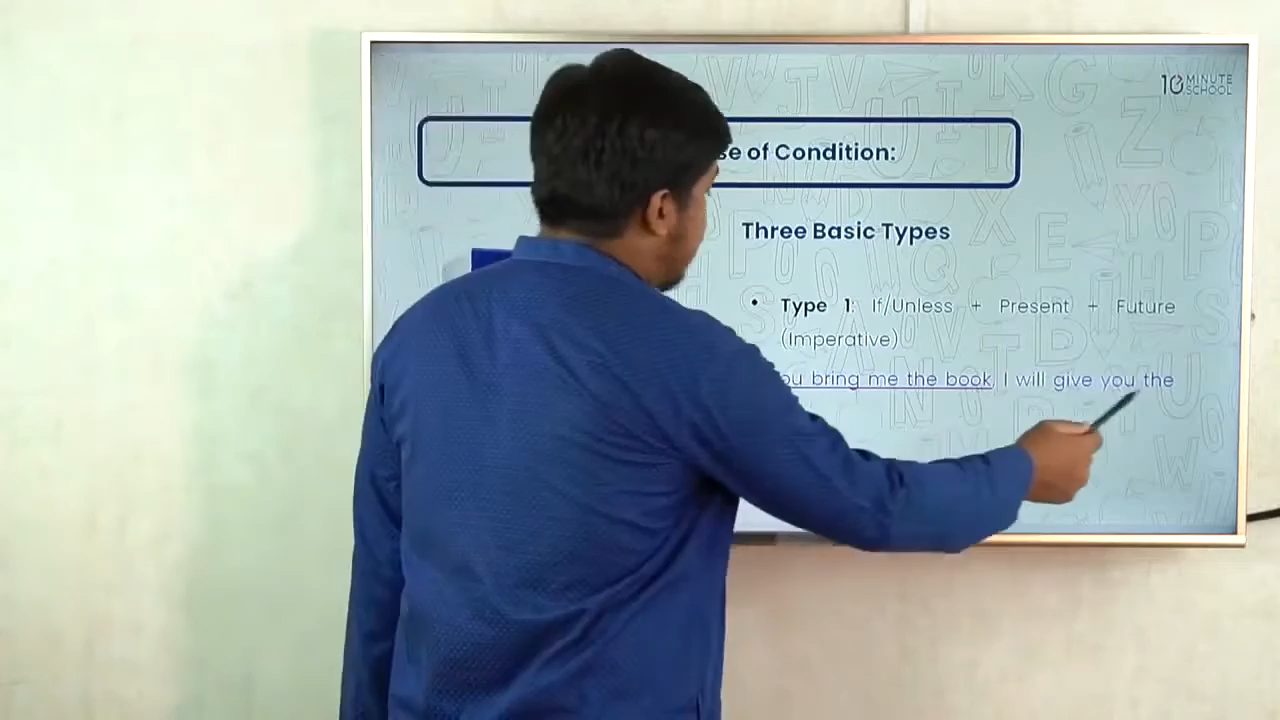 10 MINUTE
SCHOOL
se of Condition:
Three Basic Types
• Type 1: If/Unless + Present + Future
(Imperative)
ou bring me the book, I will give you the